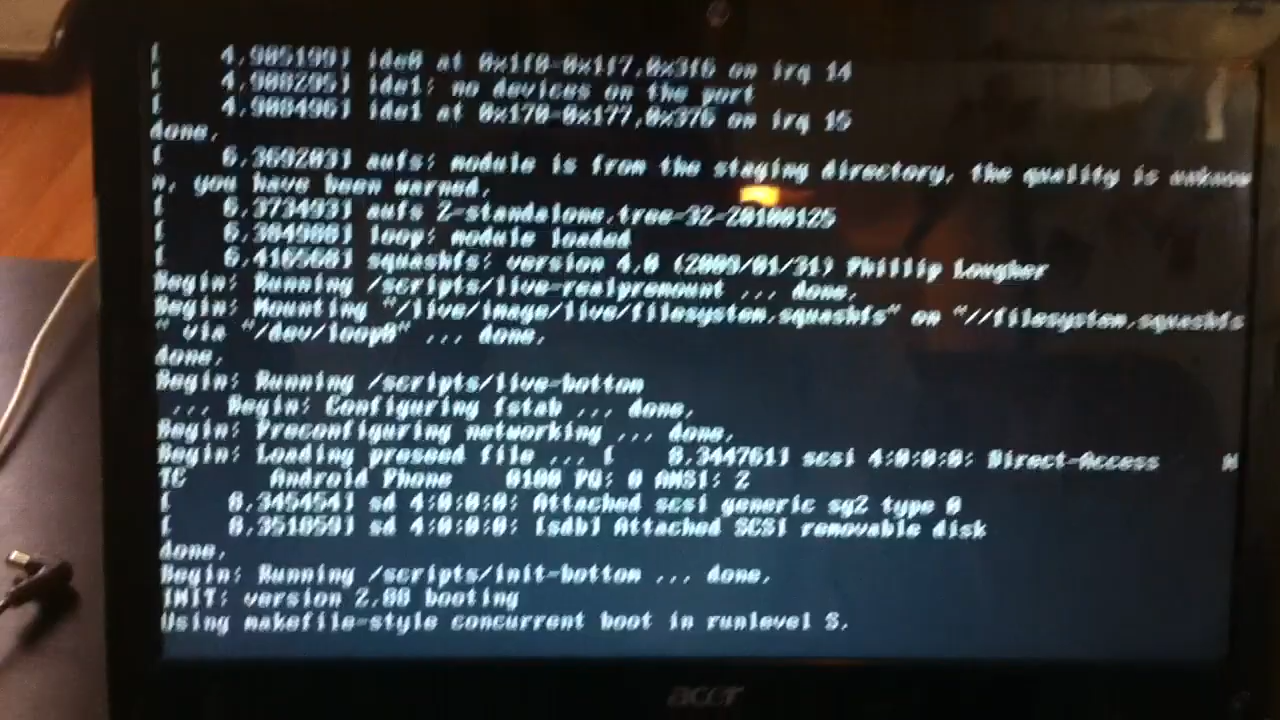 [ 4.905199] ide0 at 0x1f0-0x1f7,0x3f6 on irq 14
[ 4.908295] ide1: no devices on the port
[ 4.908496] ide1 at 0x170-0x177,0x376 on irq 15
done.
[ 6.369203] aufs: module is from the staging directory, the quality is unknow
n, you have been warned.
[ 6.373493] aufs 2-standalone.tree-32-20100125
[ 6.384988] loop: module loaded
[ 6.416568] squashfs: version 4.0 (2009/01/31) Phillip Lougher
Begin: Running /scripts/live-realpremount ... done.
Begin: Mounting "/live/image/live/filesystem.squashfs" on "//filesystem.squashfs
" via "/dev/loop0" ... done.
done.
Begin: Running /scripts/live-bottom
... Begin: Configuring fstab ... done.
Begin: Preconfiguring networking ... done.
Begin: Loading preseed file ... [ 8.344761] scsi 4:0:0:0: Direct-Access H
TC Android Phone 0100 PQ: 0 ANSI: 2
[ 8.345454] sd 4:0:0:0: Attached scsi generic sg2 type 0
[ 8.351059] sd 4:0:0:0: [sdb] Attached SCSI removable disk
done.
Begin: Running /scripts/init-bottom ... done.
INIT: version 2.88 booting
Using makefile-style concurrent boot in runlevel S.
acer